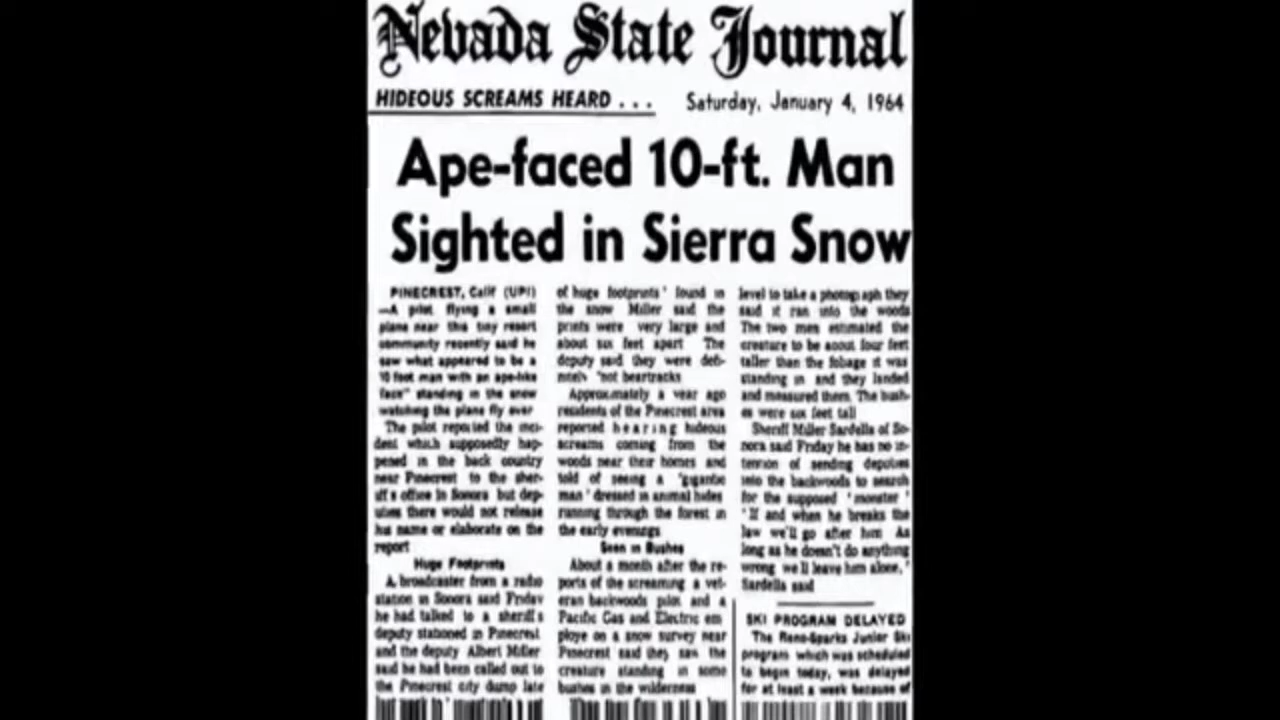 Nevada State Journal
HIDEOUS SCREAMS HEARD . . .
Saturday, January 4, 1964
Ape-faced 10-ft. Man
Sighted in Sierra Snow
PINECREST, Calif (UPI)
—A pilot flying a small
plane near this tiny resort
community recently said he
saw what appeared to be a
10 foot man with an ape-like
face" standing in the snow
watching the plane fly over
The pilot reported the inci-
dent which supposedly hap-
pened in the back country
near Pinecrest to the sher-
iff's office in Sonora but dep-
uties there would not release
his name or elaborate on the
report
Huge Footprints
A broadcaster from a radio
station in Sonora said Friday
he had talked to a sheriff's
deputy stationed in Pinecrest
and the deputy Albert Miller
said he had been called out to
the Pinecrest city dump late
of huge footprints' found in
the snow Miller said the
prints were very large and
about six feet apart The
deputy said they were defi-
nitely "not beartracks
Approximately a year ago
residents of the Pinecrest area
reported hearing hideous
screams coming from the
woods near their homes and
told of seeing a "gigantic
man' dressed in animal hides
running through the forest in
the early evenings
Seen in Bushes
About a month after the re-
ports of the screaming a vet-
eran backwoods pilot and a
Pacific Gas and Electric em
ploye on a snow survey near
Pinecrest said they saw the
creature standing in some
bushes in the wilderness
level to take a photograph they
said it ran into the woods
The two men estimated the
creature to be about four feet
taller than the foliage it was
standing in and they landed
and measured them. The bush-
es were six feet tall
Sheriff Miller Sardella of So-
nora said Friday he has no in-
tention of sending deputies
into the backwoods to search
for the supposed 'monster'
"If and when he breaks the
law we'll go after him As
long as he doesn't do anything
wrong we ll leave him alone,"
Sardella said
SKI PROGRAM DELAYED
The Reno-Sparks Junior Ski
program which was scheduled
to begin today, was delayed
for at least a week because of